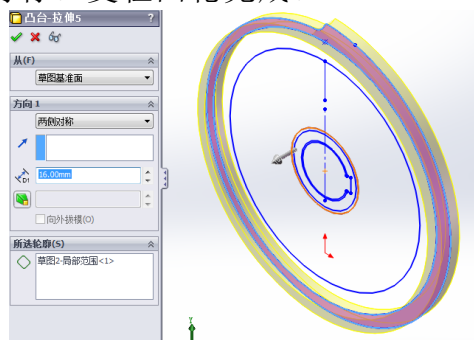 凸台-拉伸5 ?
从(F)
草图基准面
方向 1
两侧对称
D1
16.00mm
向外拔模(O)
所选轮廓(S)
草图2-局部范围<1>
Y